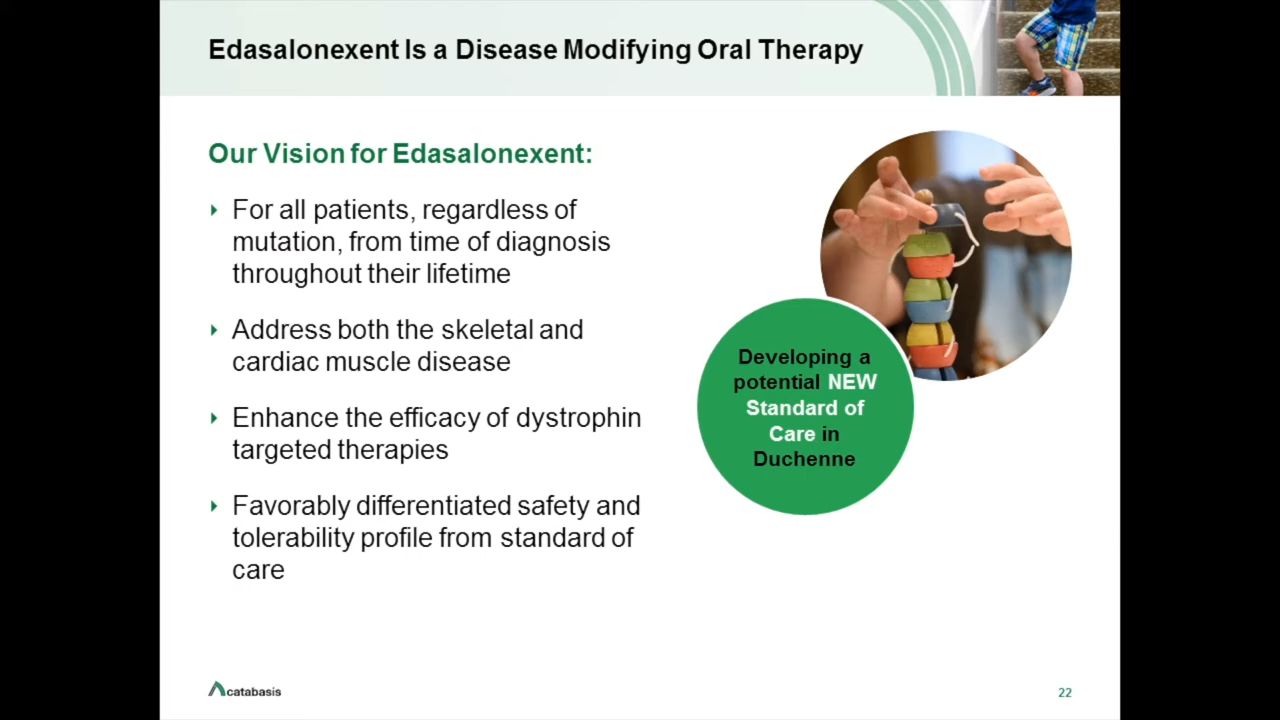 Edasalonexent Is a Disease Modifying Oral Therapy
Our Vision for Edasalonexent:
For all patients, regardless of
mutation, from time of diagnosis
throughout their lifetime
Address both the skeletal and
cardiac muscle disease
Enhance the efficacy of dystrophin
targeted therapies
Favorably differentiated safety and
tolerability profile from standard of
care
Developing a
potential NEW
Standard of
Care in
Duchenne
catabasis
22